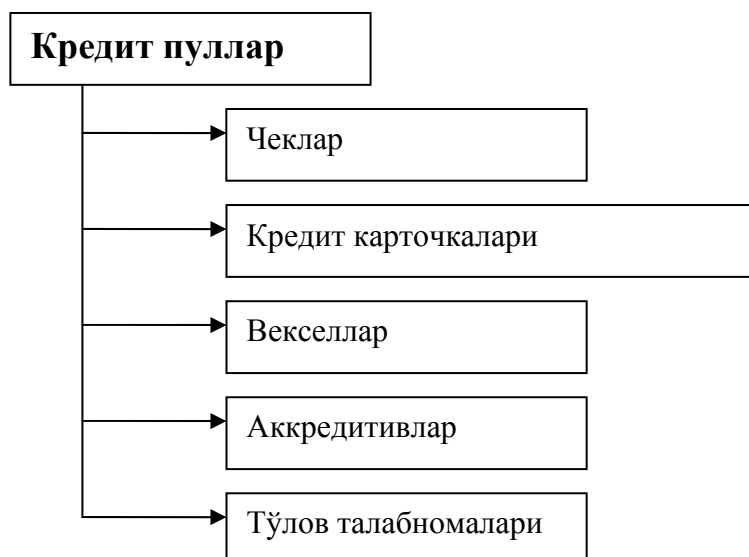 Кредит пуллар
Чеклар
Кредит карточкалари
Векселлар
Аккредитивлар
Тўлов талабномалари